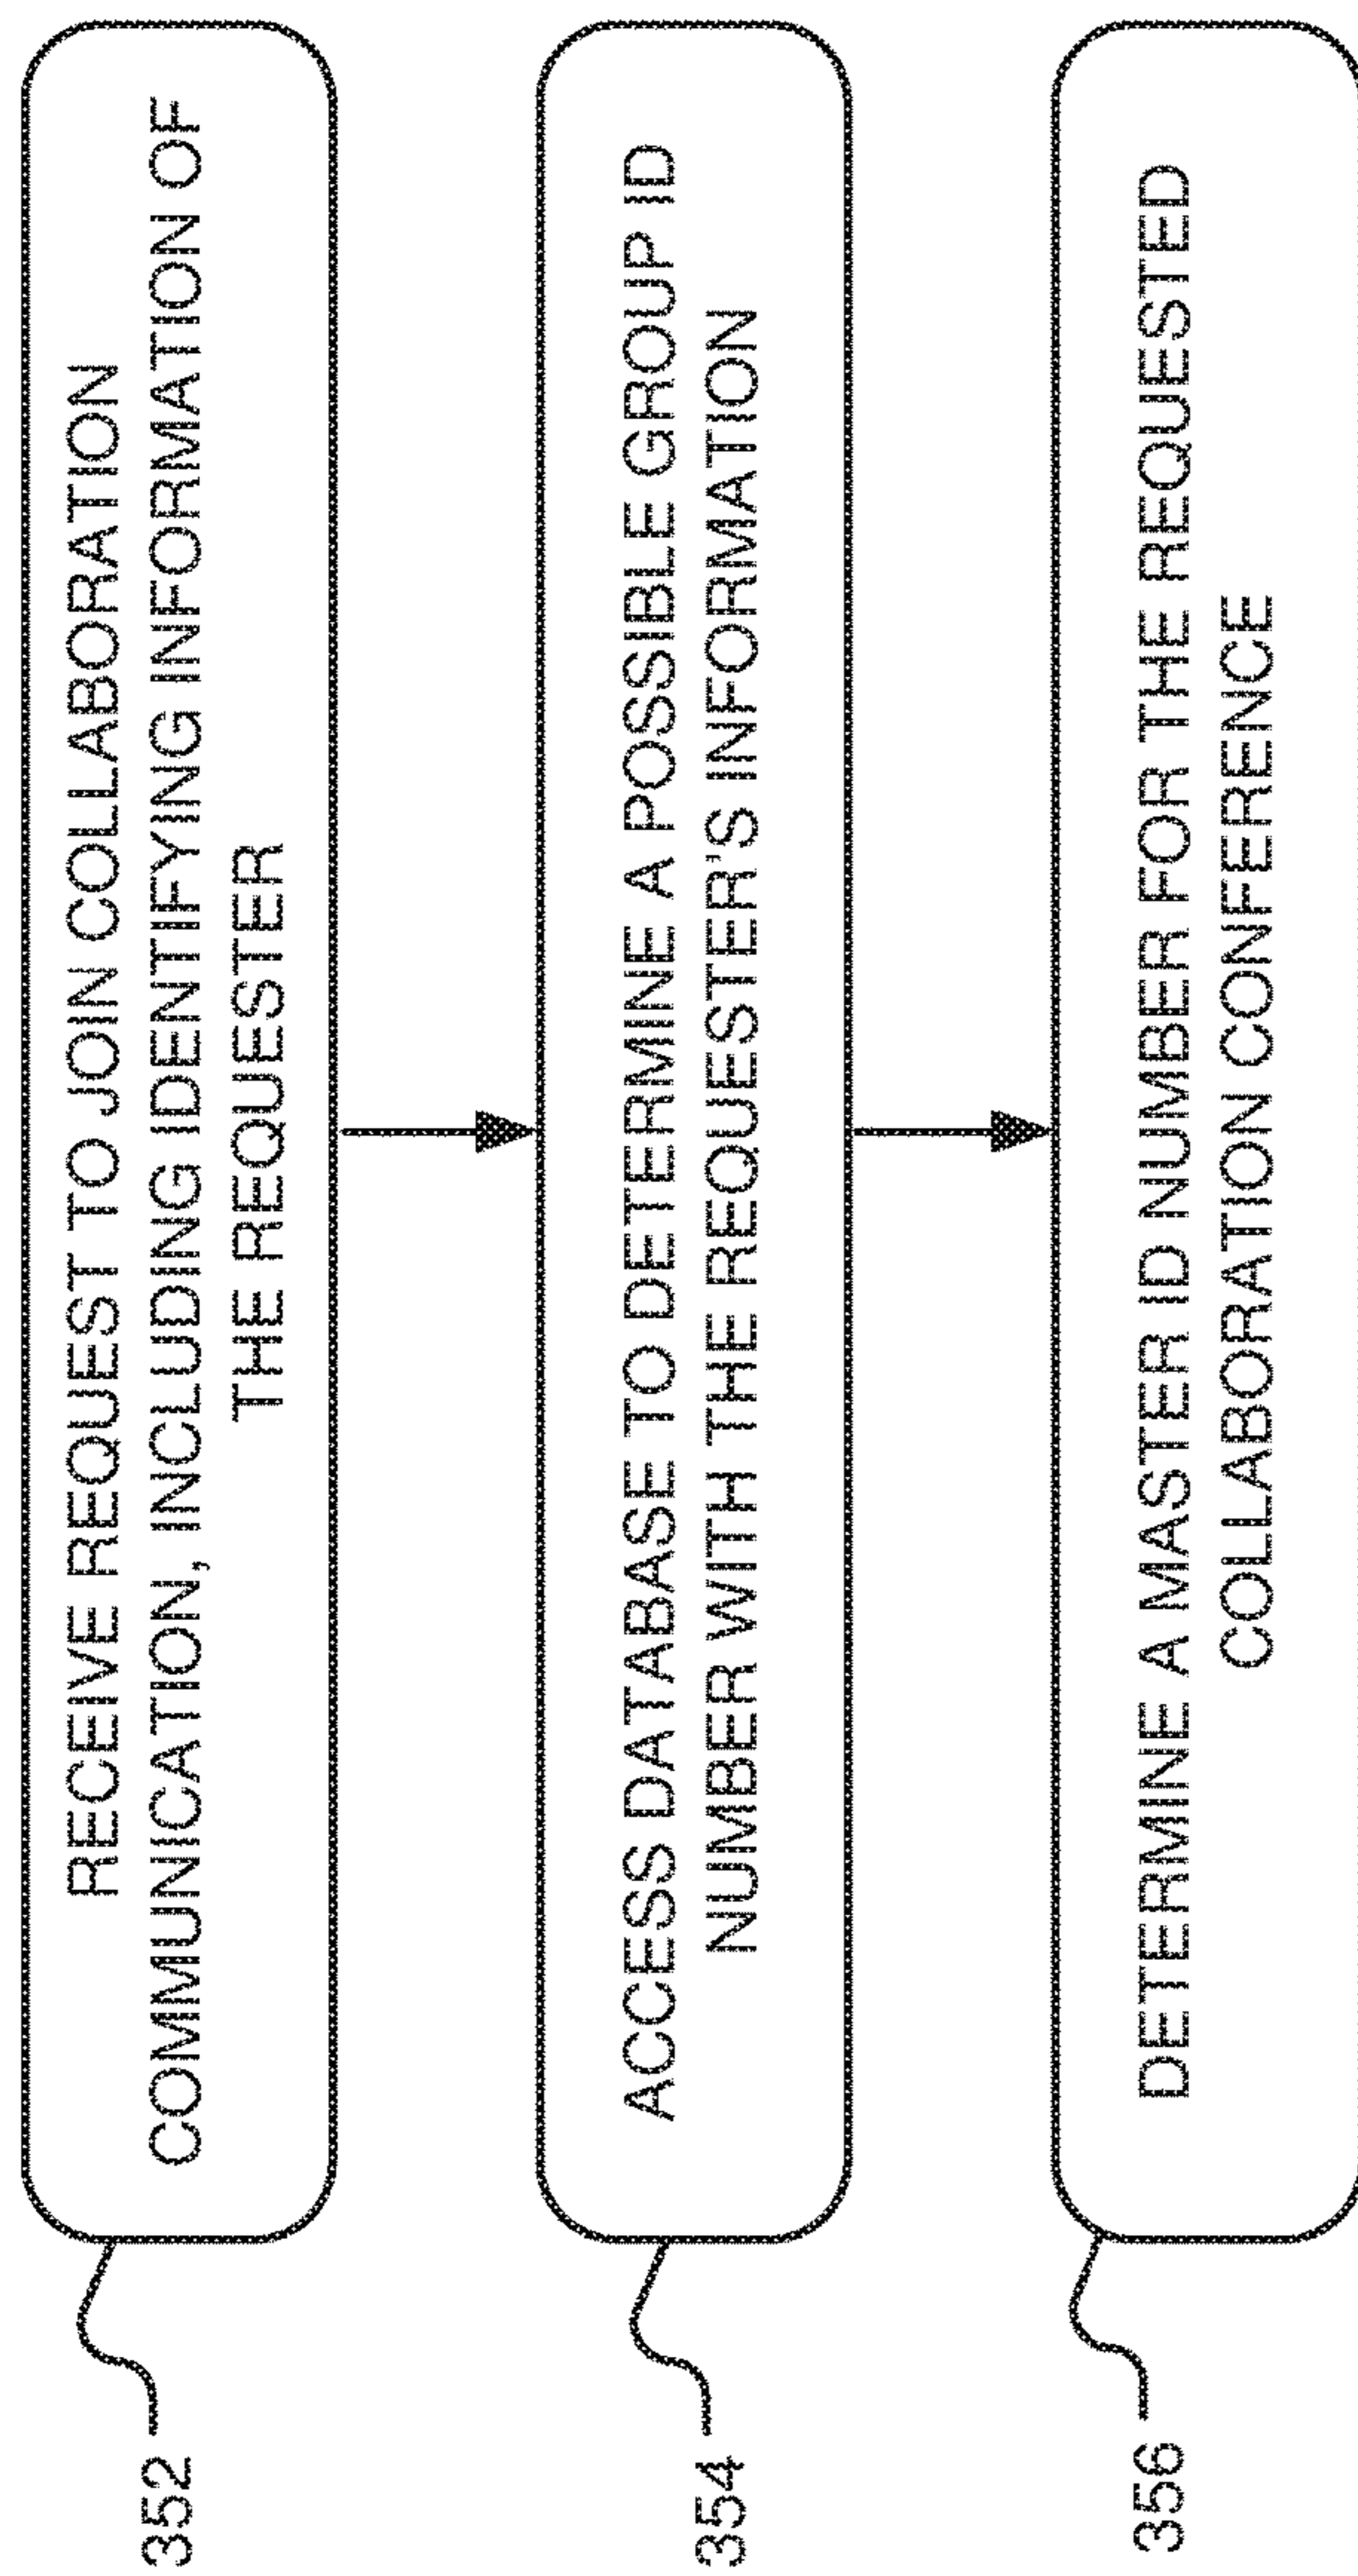 352
RECEIVE REQUEST TO JOIN COLLABORATION
COMMUNICATION, INCLUDING IDENTIFYING INFORMATION OF
THE REQUESTER
354
ACCESS DATABASE TO DETERMINE A POSSIBLE GROUP ID
NUMBER WITH THE REQUESTER'S INFORMATION
356
DETERMINE A MASTER ID NUMBER FOR THE REQUESTED
COLLABORATION CONFERENCE